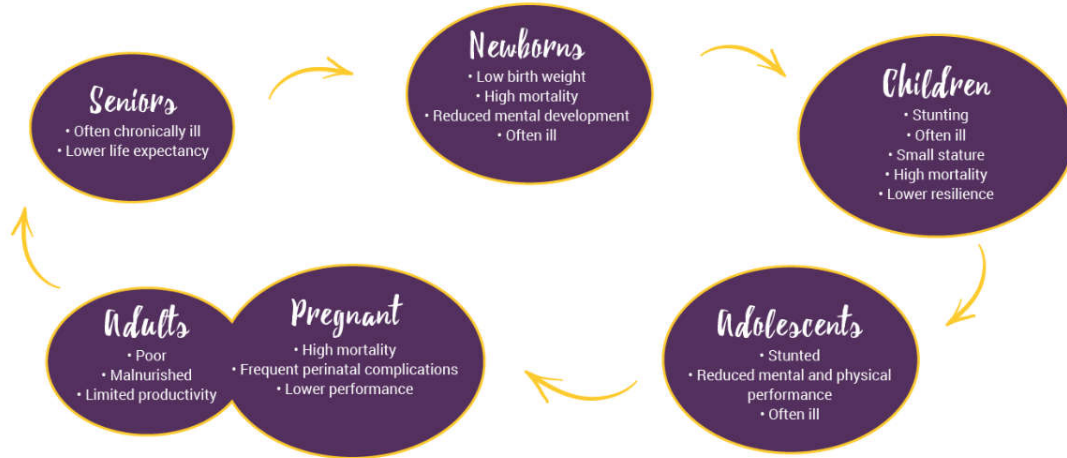 Newborns
• Low birth weight
• High mortality
• Reduced mental development
• Often ill
Children
• Stunting
• Often ill
• Small stature
• High mortality
• Lower resilience
Adolescents
• Stunted
• Reduced mental and physical
performance
• Often ill
Pregnant
• High mortality
• Frequent perinatal complications
• Lower performance
Adults
• Poor
• Malnurished
• Limited productivity
Seniors
• Often chronically ill
• Lower life expectancy